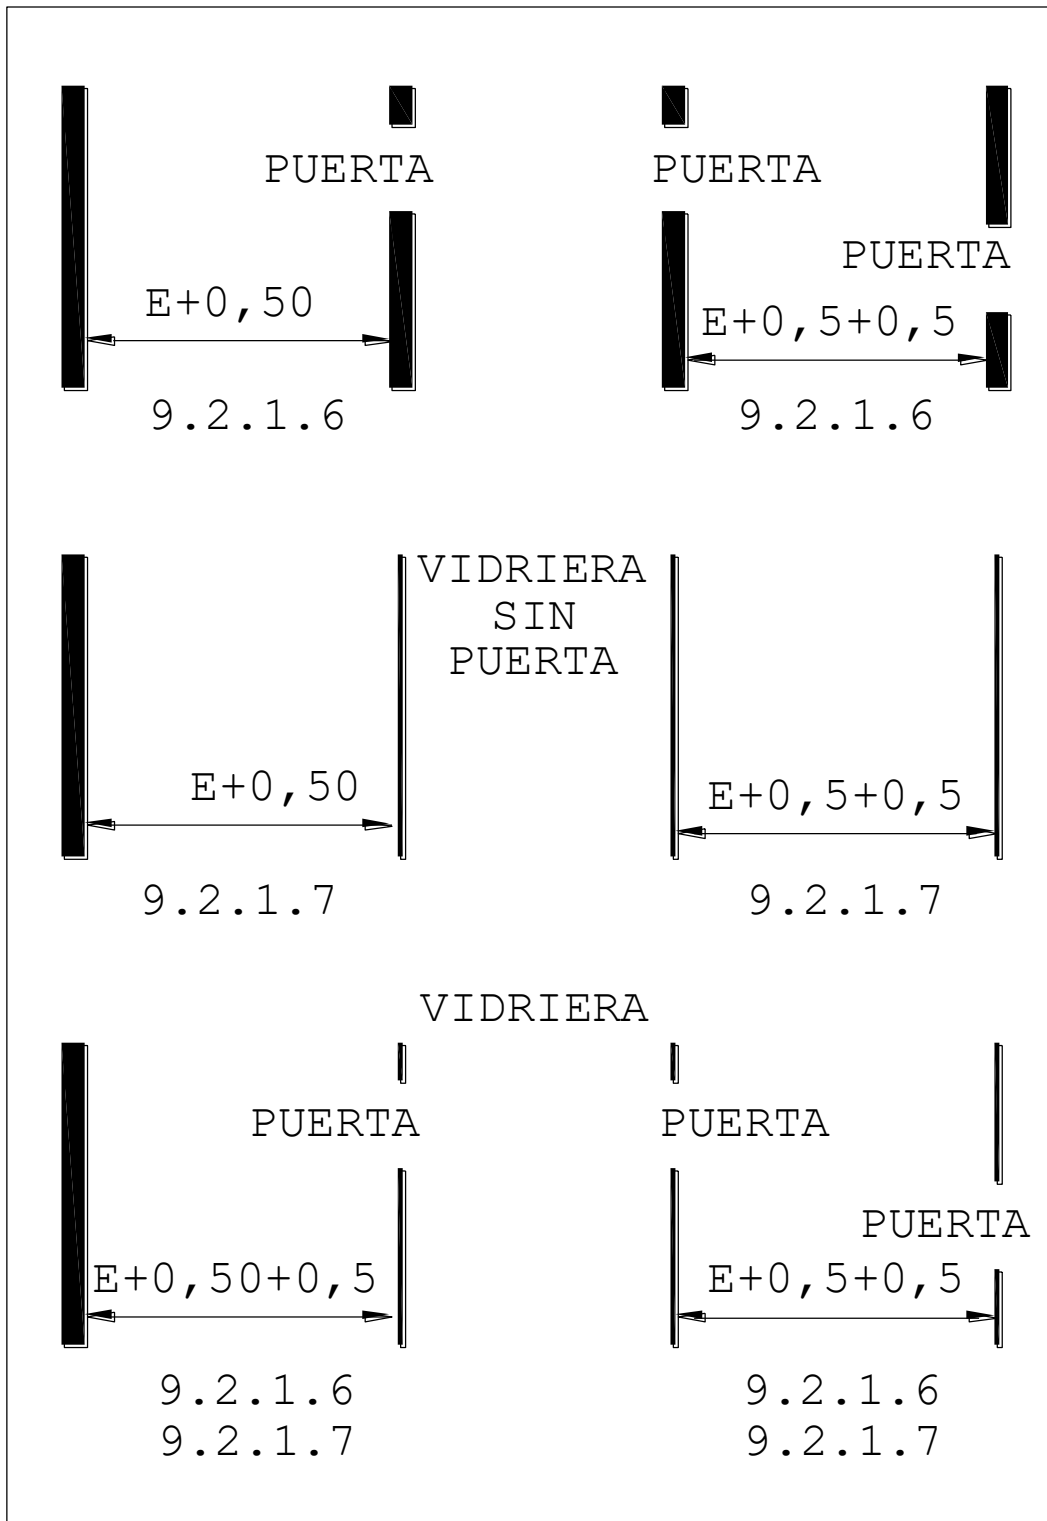 PUERTA PUERTA
PUERTA
E+0,50 E+0,5+0,5
9.2.1.6 9.2.1.6
VIDRIERA
SIN
PUERTA
E+0,50 E+0,5+0,5
9.2.1.7 9.2.1.7
VIDRIERA
PUERTA PUERTA
PUERTA
E+0,50+0,5 E+0,5+0,5
9.2.1.6 9.2.1.6
9.2.1.7 9.2.1.7